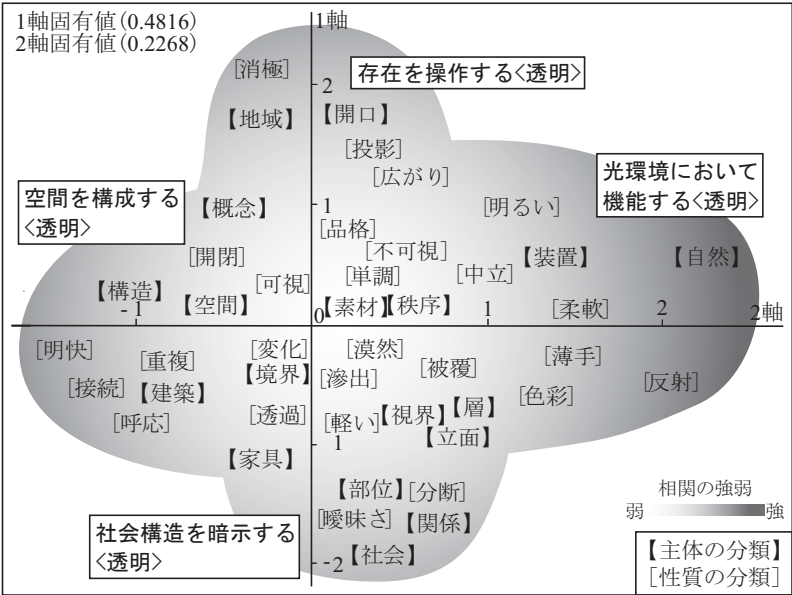 1軸固有値(0.4816)
2軸固有値(0.2268)
1軸
[消極]
存在を操作する<透明>
2
【地域】
【開口】
[投影]
[広がり]
光環境において
機能する<透明>
空間を構成する
<透明>
【概念】
1
[明るい]
[品格]
[開閉]
[不可視]
【装置】
【自然】
[可視]
[単調]
[中立]
【構造】
【空間】
-1
0
【素材】
【秩序】
1
[柔軟]
2
2軸
[明快]
[重複]
[変化]
[漠然]
[薄手]
【境界】
[滲出]
[被覆]
[接続]
【建築】
[色彩]
[反射]
[呼応]
[透過]
[軽い]
【視界】
【層】
1
【立面】
【家具】
【部位】
[分断]
相関の強弱
弱
強
[曖昧さ]
【関係】
社会構造を暗示する
<透明>
-2
【社会】
【主体の分類】
[性質の分類]